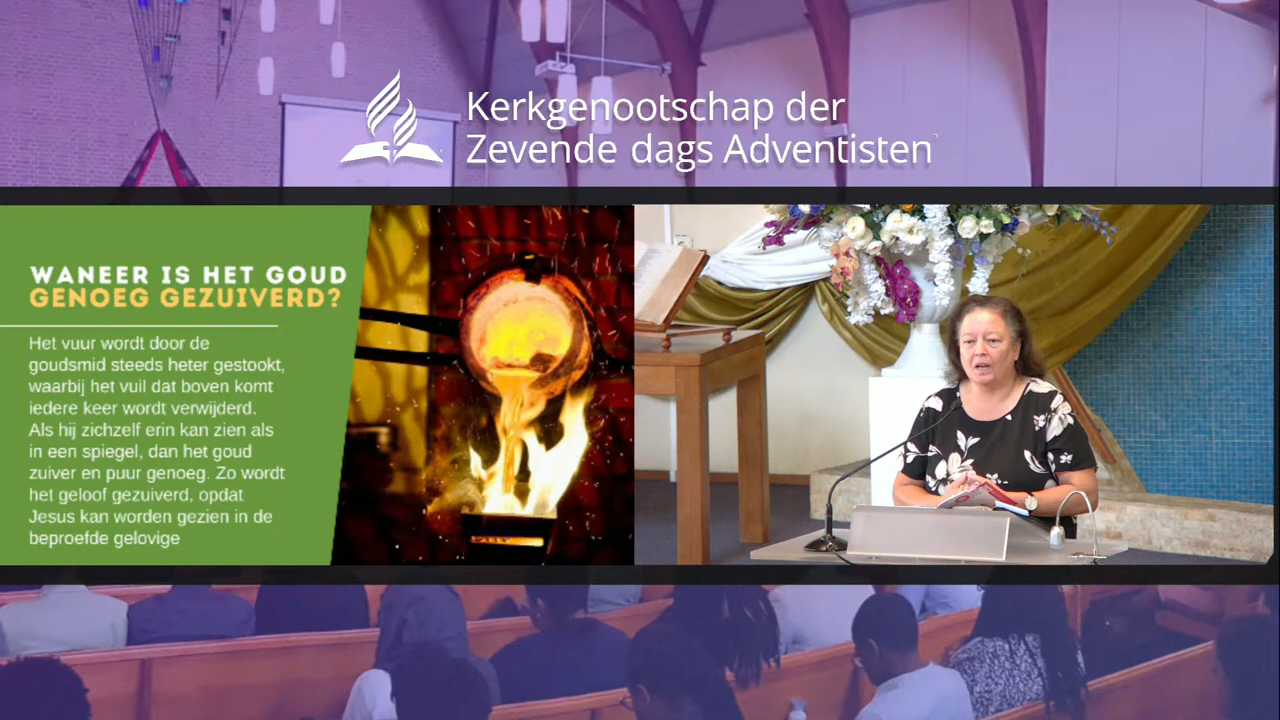 Kerkgenootschap der
Zevende dags Adventisten
WANEER IS HET GOUD
GENOEG GEZUIVERD?
Het vuur wordt door de
goudsmid steeds heter gestookt,
waarbij het vuil dat boven komt
iedere keer wordt verwijderd.
Als hij zichzelf erin kan zien als
in een spiegel, dan het goud
zuiver en puur genoeg. Zo wordt
het geloof gezuiverd, opdat
Jesus kan worden gezien in de
beproefde gelovige